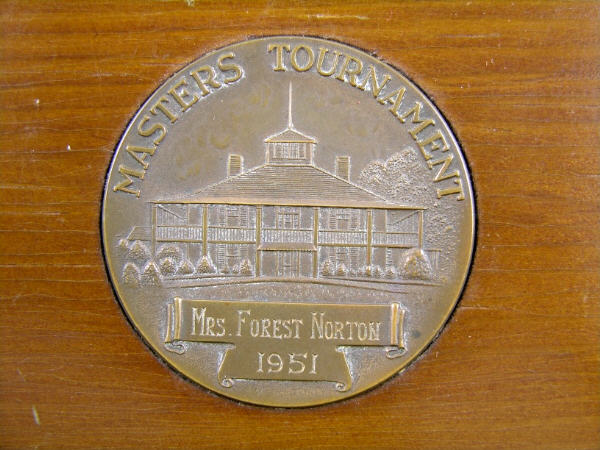 MASTERS TOURNAMENT
MRS. FOREST NORTON
1951